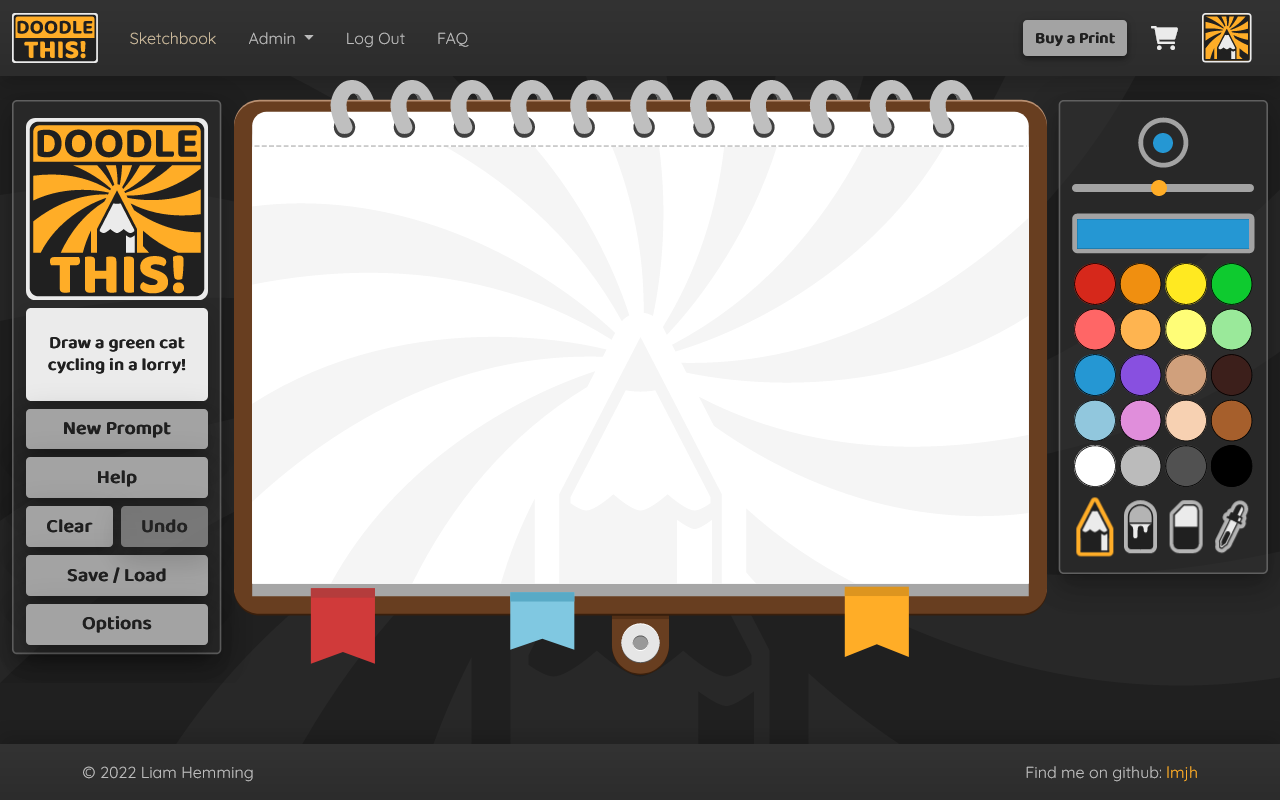 DOODLE
THIS!
Sketchbook
Admin
Log Out
FAQ
Buy a Print
DOODLE
THIS!
Draw a green cat
cycling in a lorry!
New Prompt
Help
Clear
Undo
Save / Load
Options
© 2022 Liam Hemming
Find me on github: lmjh